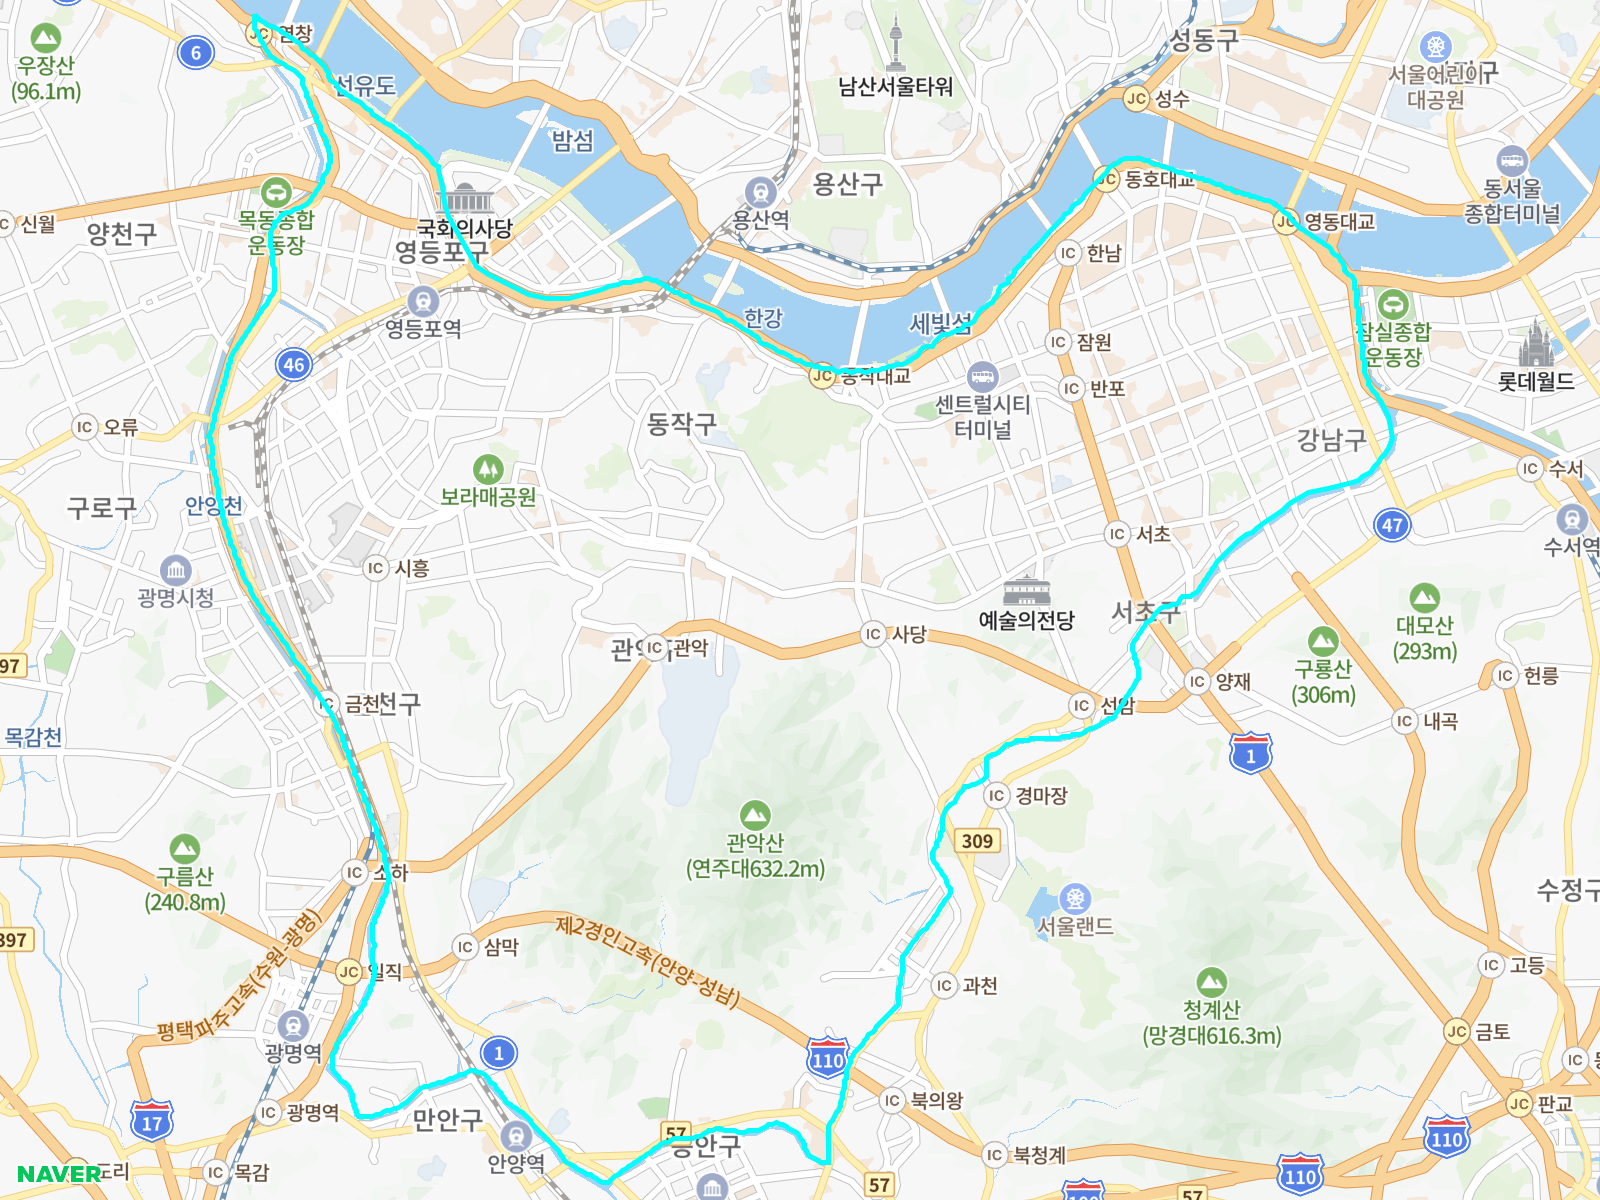 염창
6
우장산
(96.1m)
선유도
밤섬
남산서울타워
성동구
JC
성수
서울어린이
대공원
용산구
용산역
JC
동호대교
동서울
종합터미널
IC
신월
양천구
목동종합
운동장
국회의사당
영등포구
JC
영동대교
IC
한남
영등포역
한강
세빛섬
잠실종합
운동장
롯데월드
46
IC
잠원
JC
동작대교
센트럴시티
터미널
IC
반포
IC
오류
동작구
강남구
IC
수서
구로구
안양천
보라매공원
47
수서역
IC
서초
광명시청
IC
시흥
예술의전당
서초구
대모산
(293m)
IC
관악
IC
사당
구룡산
(306m)
97
IC
금천
IC
선암
IC
양재
IC
헌릉
IC
내곡
목감천
1
IC
경마장
관악산
(연주대632.2m)
309
구름산
(240.8m)
IC
소하
수정구
서울랜드
397
제2경인고속(안양-성남)
IC
삼막
JC
일직
평택파주고속(수원-광명)
IC
과천
청계산
(망경대616.3m)
IC
고등
JC
금토
광명역
1
110
IC
17
IC
광명역
만안구
IC
북의왕
JC
판교
57
동안구
안양역
110
NAVER
도리
IC
목감
IC
북청계
57
110
57